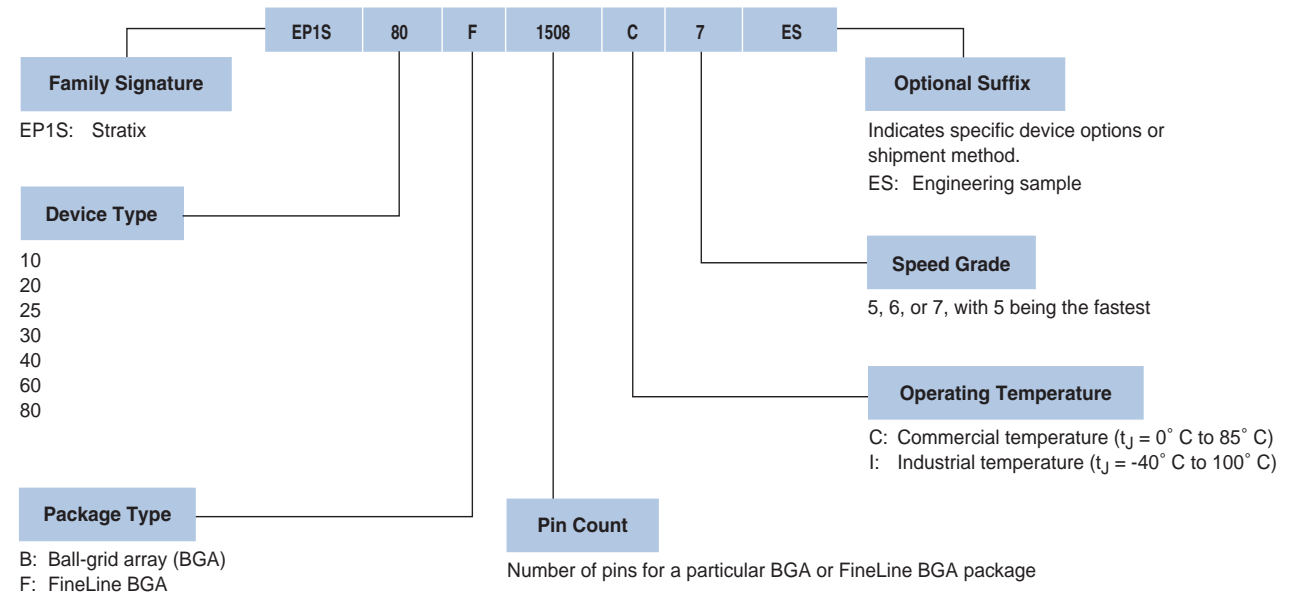 EP1S 80 F 1508 C 7 ES
Family Signature
EP1S: Stratix
Optional Suffix
Indicates specific device options or
shipment method.
ES: Engineering sample
Device Type
10
20
25
30
40
60
80
Speed Grade
5, 6, or 7, with 5 being the fastest
Operating Temperature
C: Commercial temperature (tJ = 0˚ C to 85˚ C)
I: Industrial temperature (tJ = -40˚ C to 100˚ C)
Package Type
B: Ball-grid array (BGA)
F: FineLine BGA
Pin Count
Number of pins for a particular BGA or FineLine BGA package